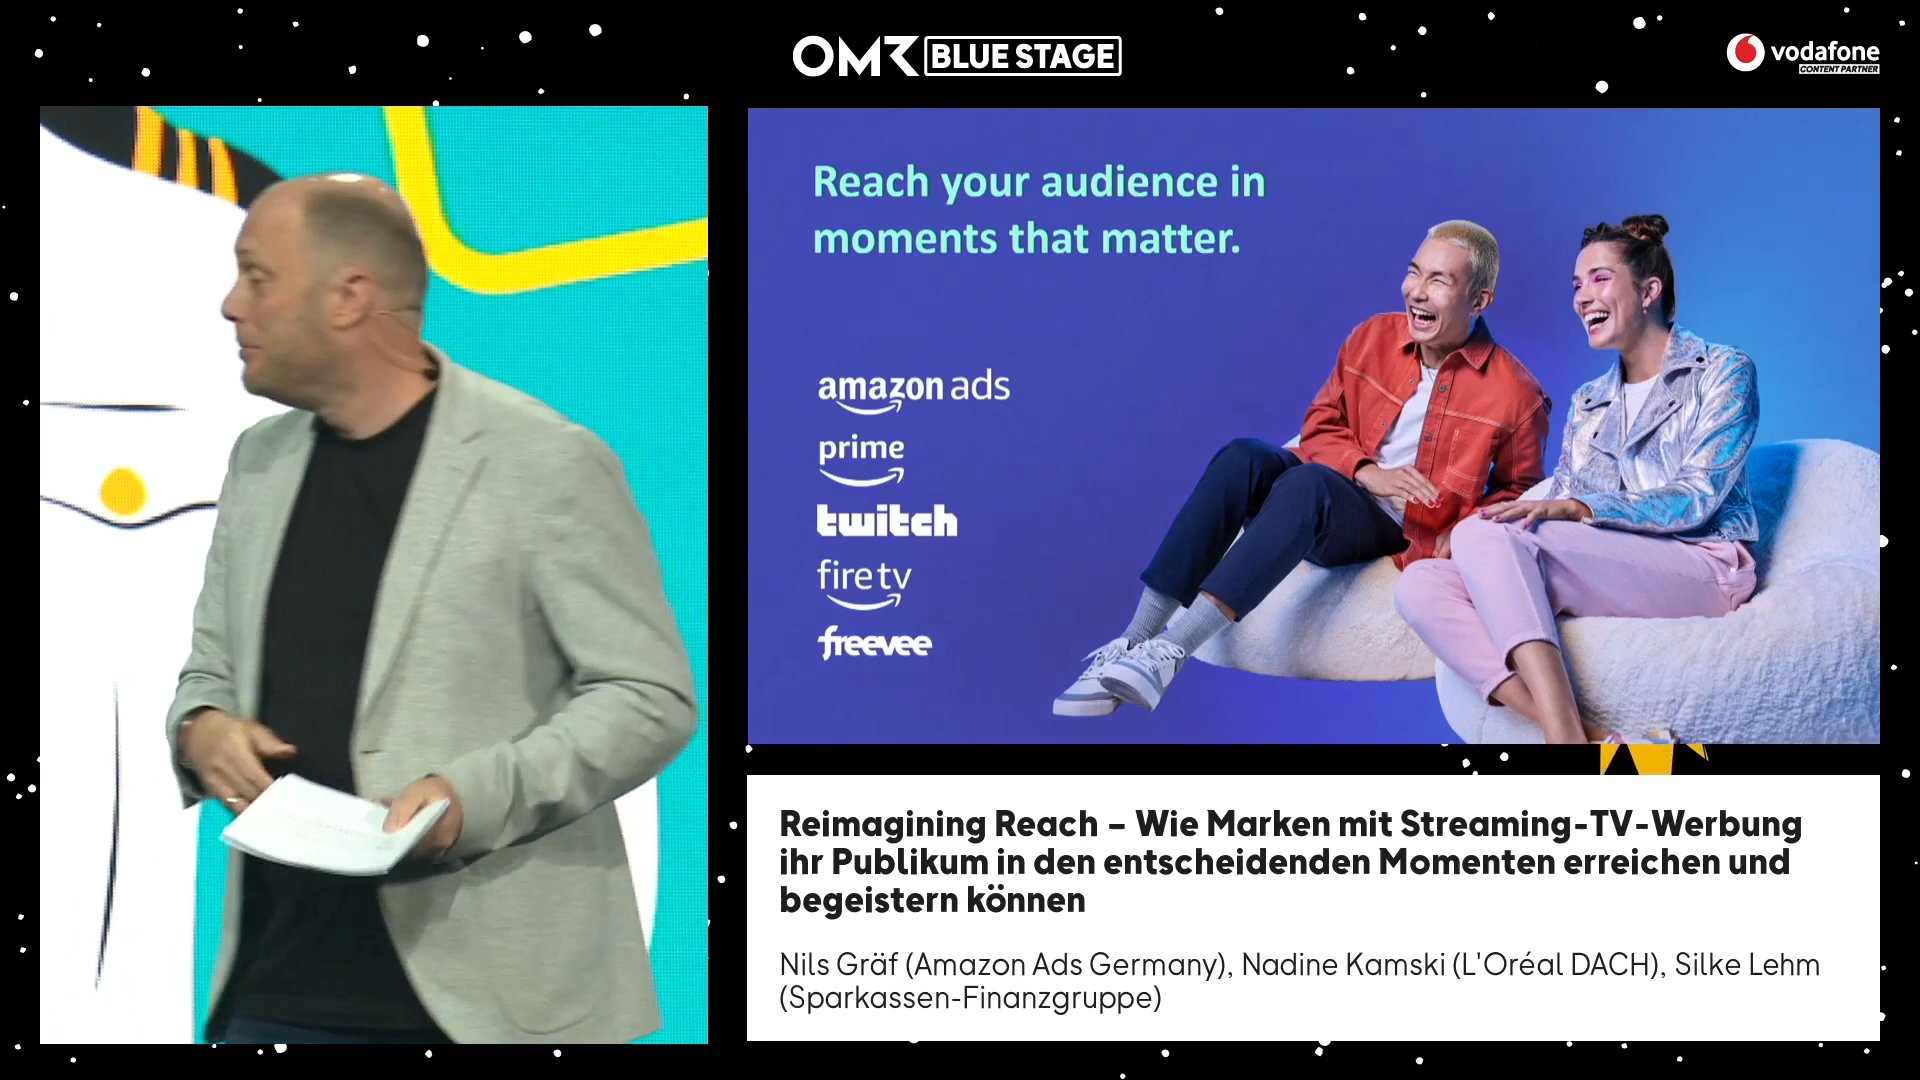 OMR BLUE STAGE
vodafone
CONTENT PARTNER
Reach your audience in
moments that matter.
amazon ads
prime
twitch
fire tv
freevee
Reimagining Reach – Wie Marken mit Streaming-TV-Werbung
ihr Publikum in den entscheidenden Momenten erreichen und
begeistern können
Nils Gräf (Amazon Ads Germany), Nadine Kamski (L'Oréal DACH), Silke Lehm
(Sparkassen-Finanzgruppe)